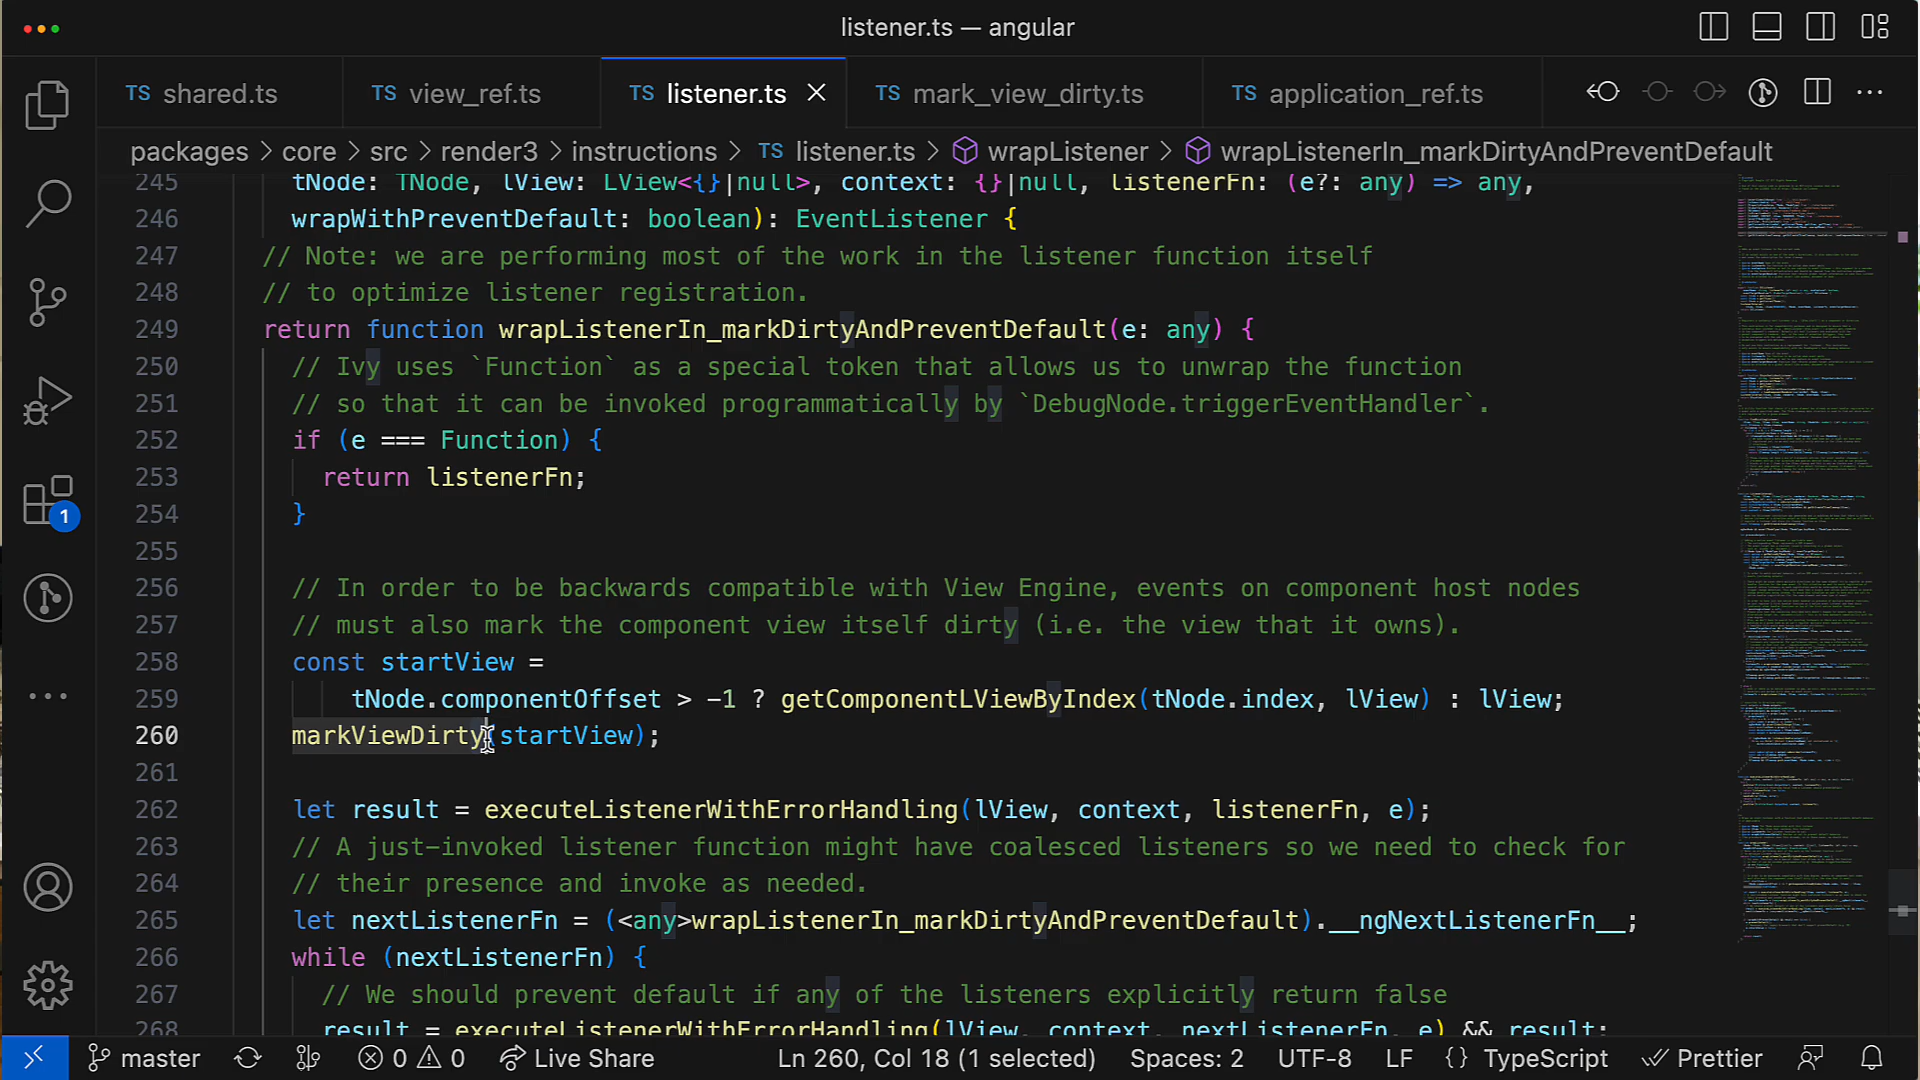 listener.ts — angular
TS shared.ts
TS view_ref.ts
TS listener.ts
TS mark_view_dirty.ts
TS application_ref.ts
packages > core > src > render3 > instructions > TS listener.ts > wrapListener > wrapListenerIn_markDirtyAndPreventDefault
245 tNode: TNode, lView: LView<{}|null>, context: {}|null, listenerFn: (e?: any) => any,
246 wrapWithPreventDefault: boolean): EventListener {
247 // Note: we are performing most of the work in the listener function itself
248 // to optimize listener registration.
249 return function wrapListenerIn_markDirtyAndPreventDefault(e: any) {
250 // Ivy uses `Function` as a special token that allows us to unwrap the function
251 // so that it can be invoked programmatically by `DebugNode.triggerEventHandler`.
252 if (e === Function) {
253 return listenerFn;
254 }
255
256 // In order to be backwards compatible with View Engine, events on component host nodes
257 // must also mark the component view itself dirty (i.e. the view that it owns).
258 const startView =
259 tNode.componentOffset > -1 ? getComponentLViewByIndex(tNode.index, lView) : lView;
260 markViewDirty(startView);
261
262 let result = executeListenerWithErrorHandling(lView, context, listenerFn, e);
263 // A just-invoked listener function might have coalesced listeners so we need to check for
264 // their presence and invoke as needed.
265 let nextListenerFn = (<any>wrapListenerIn_markDirtyAndPreventDefault).__ngNextListenerFn__;
266 while (nextListenerFn) {
267 // We should prevent default if any of the listeners explicitly return false
268 result = executeListenerWithErrorHandling(lView, context, nextListenerFn, e) && result;
1
master 0 0 Live Share Ln 260, Col 18 (1 selected) Spaces: 2 UTF-8 LF {} TypeScript Prettier